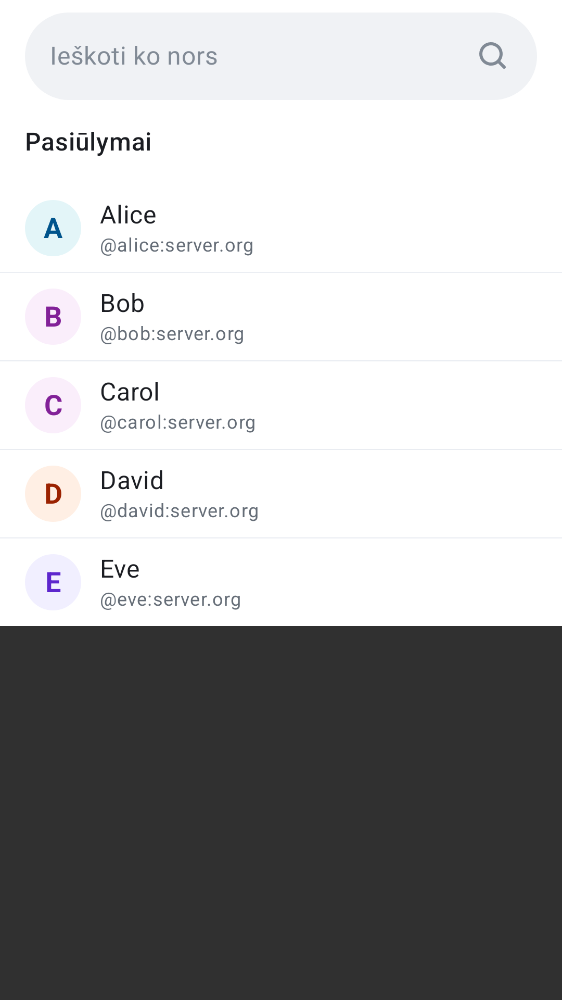 Ieškoti ko nors
Pasiūlymai
A
Alice
@alice:server.org
B
Bob
@bob:server.org
C
Carol
@carol:server.org
D
David
@david:server.org
E
Eve
@eve:server.org